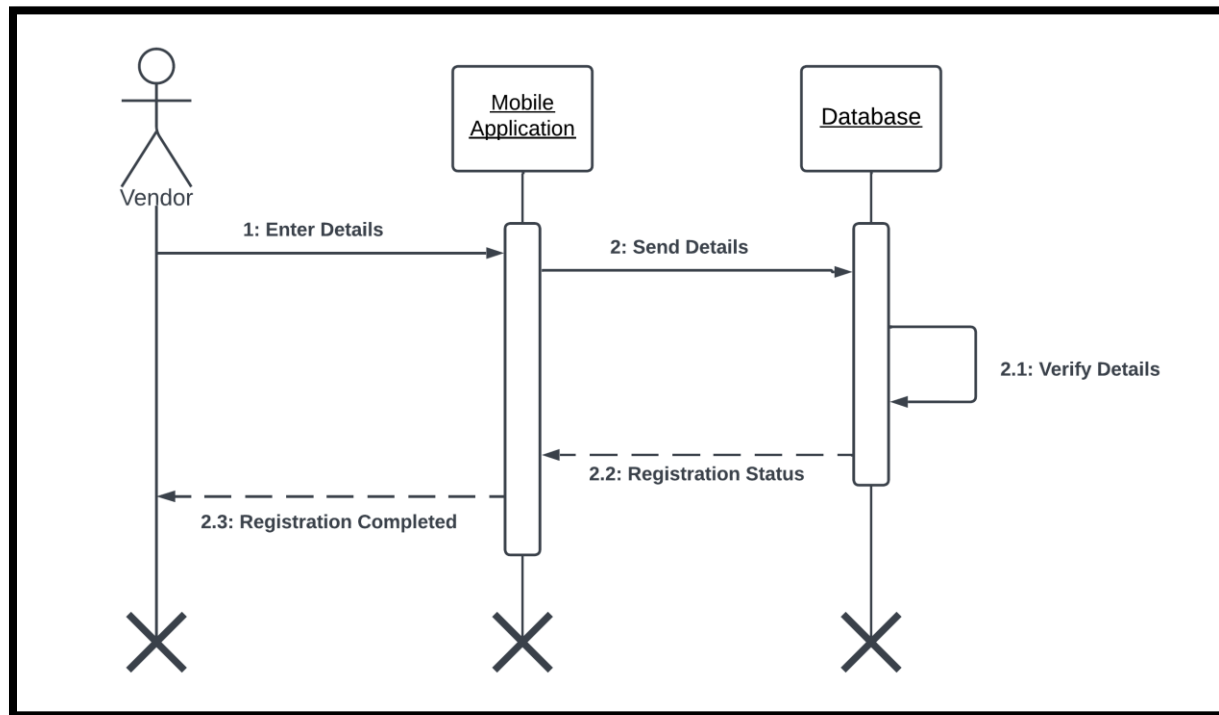 Mobile
Application
Database
Vendor
1: Enter Details
2: Send Details
2.1: Verify Details
2.2: Registration Status
2.3: Registration Completed